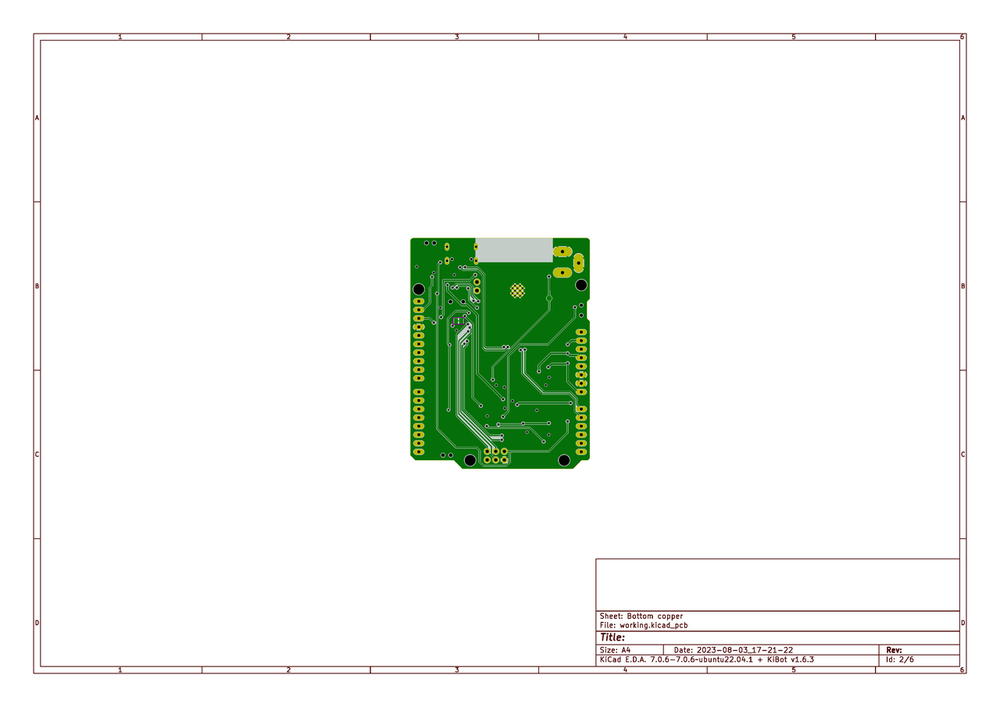 1 2 3 4 5 6
A A
B B
C C
D D
Sheet: Bottom copper
File: working.kicad_pcb
Title:
Size: A4 Date: 2023-08-03_17-21-22 Rev:
KiCad E.D.A. 7.0.6-7.0.6-ubuntu22.04.1 + KiBot v1.6.3 Id: 2/6
1 2 3 4 5 6